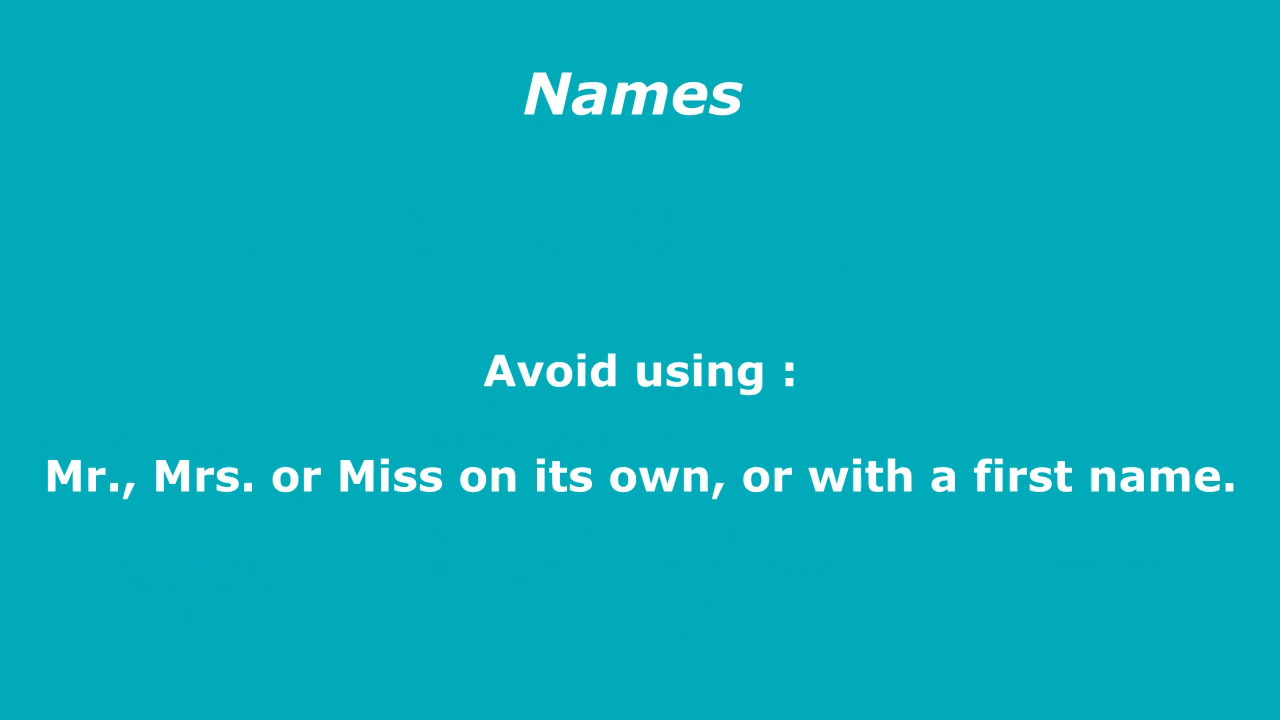 Names
Avoid using :
Mr., Mrs. or Miss on its own, or with a first name.